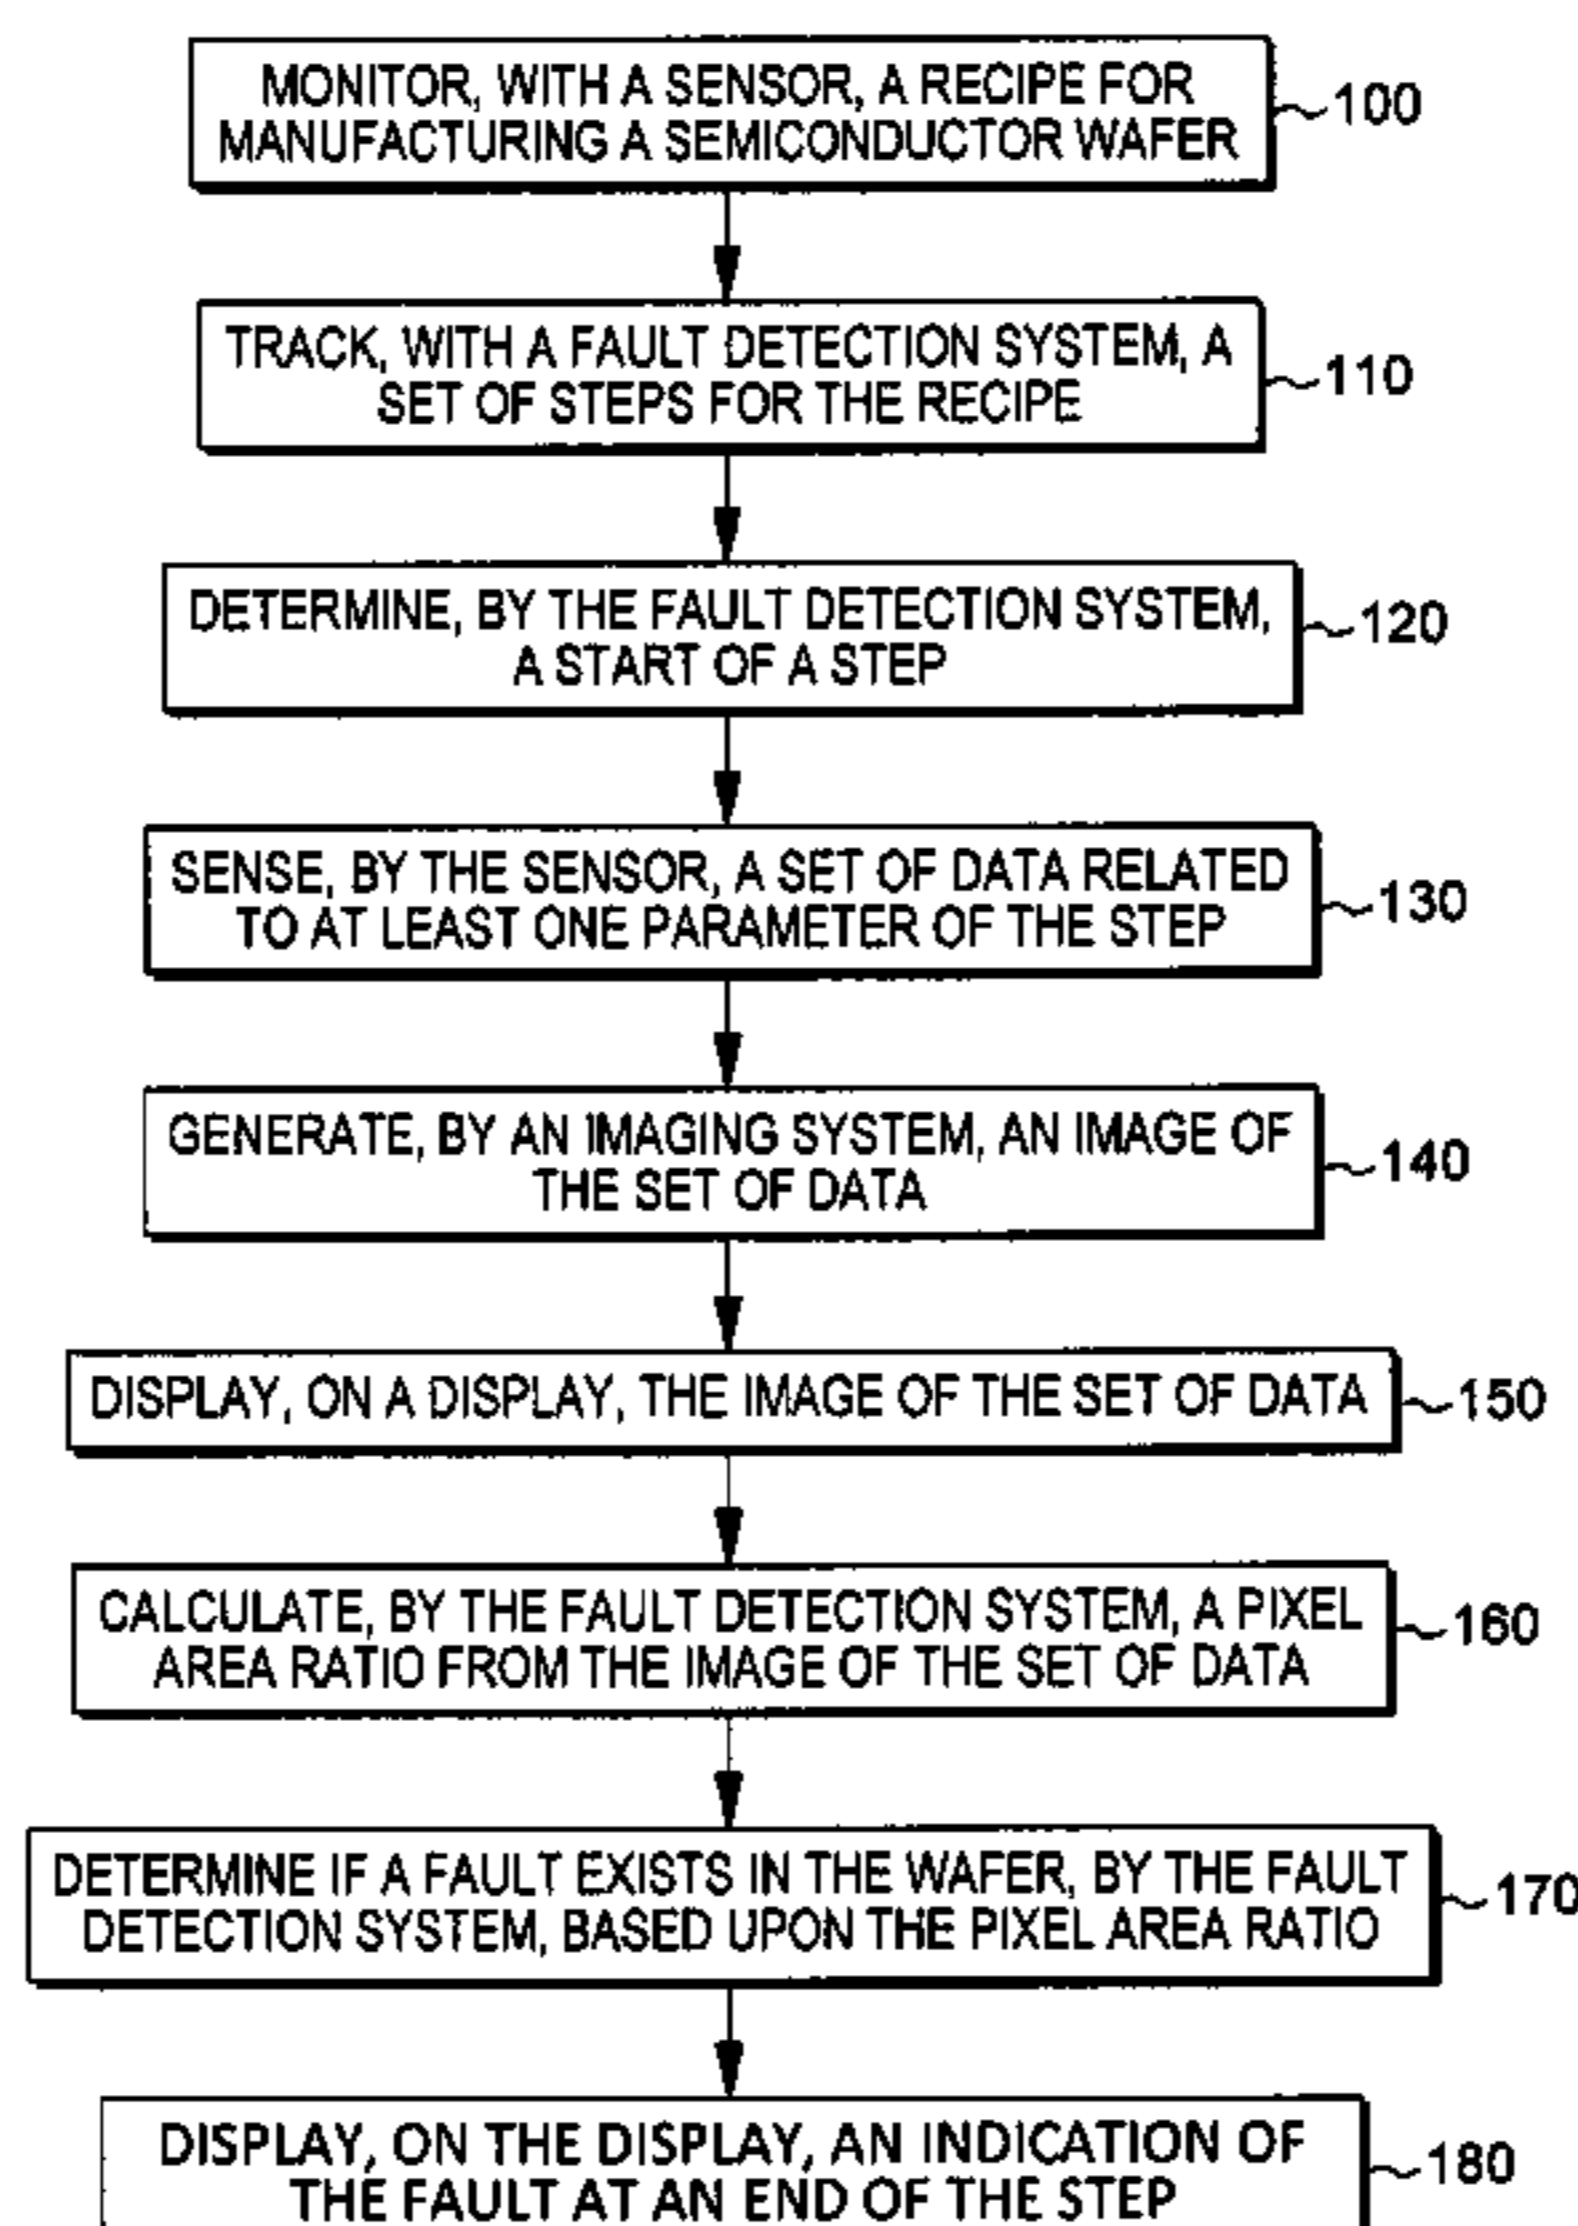 MONITOR, WITH A SENSOR, A RECIPE FOR
MANUFACTURING A SEMICONDUCTOR WAFER
100
TRACK, WITH A FAULT DETECTION SYSTEM, A
SET OF STEPS FOR THE RECIPE
110
DETERMINE, BY THE FAULT DETECTION SYSTEM,
A START OF A STEP
120
SENSE, BY THE SENSOR, A SET OF DATA RELATED
TO AT LEAST ONE PARAMETER OF THE STEP
130
GENERATE, BY AN IMAGING SYSTEM, AN IMAGE OF
THE SET OF DATA
140
DISPLAY, ON A DISPLAY, THE IMAGE OF THE SET OF DATA
150
CALCULATE, BY THE FAULT DETECTION SYSTEM, A PIXEL
AREA RATIO FROM THE IMAGE OF THE SET OF DATA
160
DETERMINE IF A FAULT EXISTS IN THE WAFER, BY THE FAULT
DETECTION SYSTEM, BASED UPON THE PIXEL AREA RATIO
170
DISPLAY, ON THE DISPLAY, AN INDICATION OF
THE FAULT AT AN END OF THE STEP
180